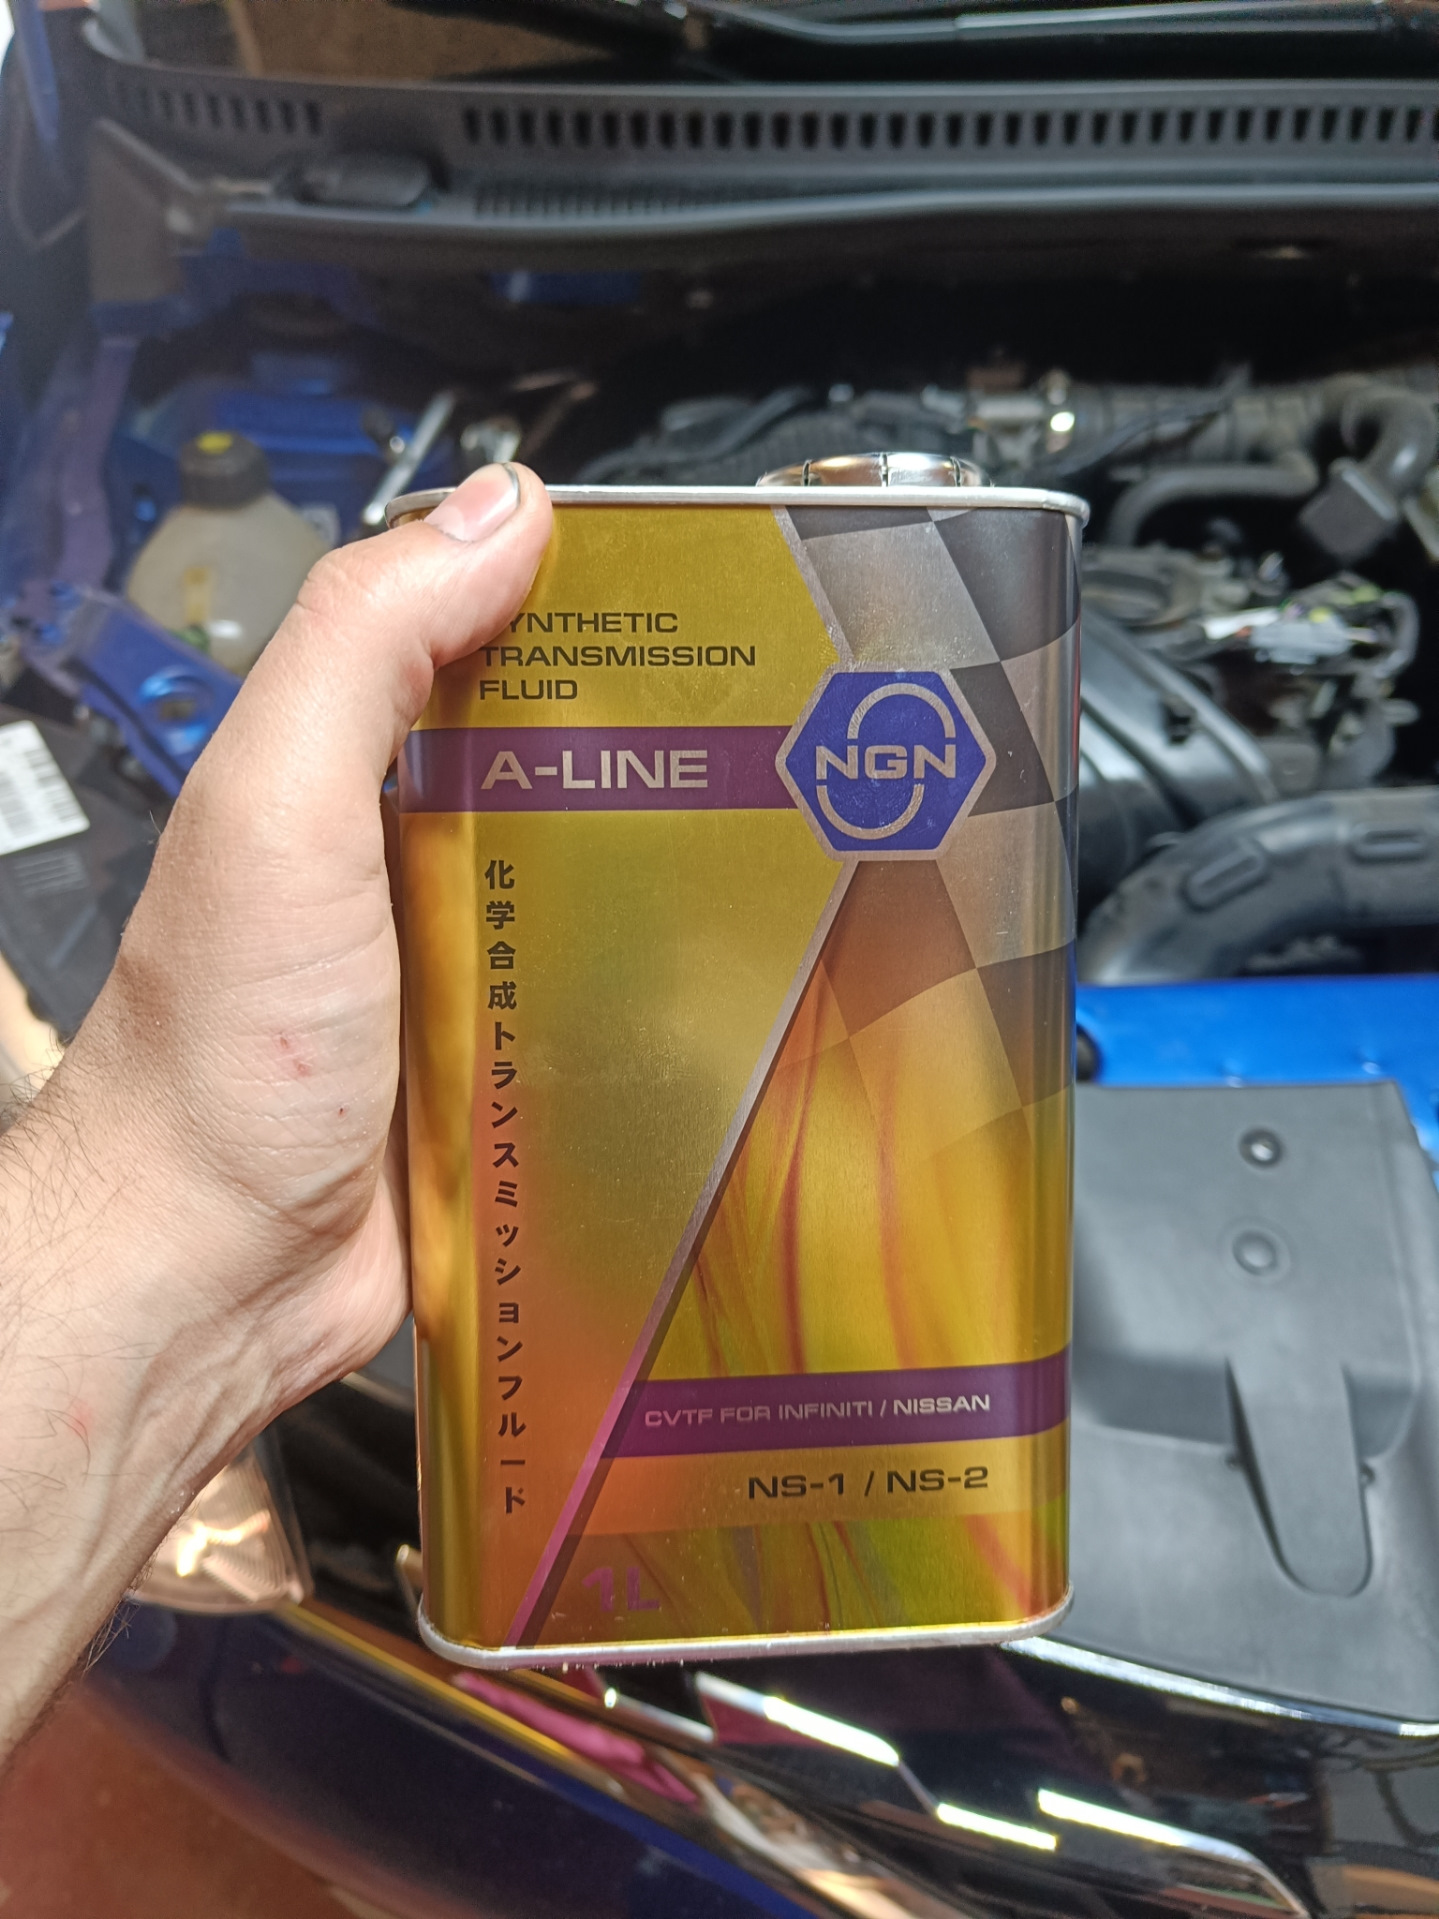 YNTHETIC
TRANSMISSION
FLUID
A-LINE
NGN
化学合成トランスミッションフルード
CVTF FOR INFINITI / NISSAN
NS-1 / NS-2
1L